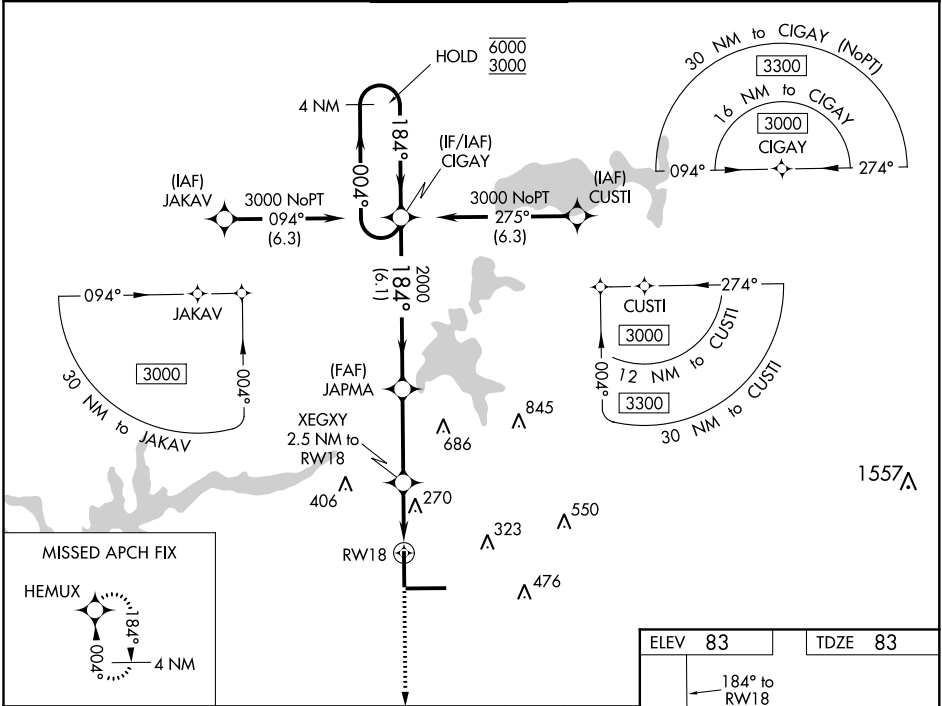 HOLD 6000
3000
4 NM
184°
004°
(IF/IAF)
CIGAY
30 NM to CIGAY (NoPT)
3300
16 NM to CIGAY
3000
CIGAY
094°
274°
(IAF)
JAKAV
3000 NoPT
094°
(6.3)
(IAF)
CUSTI
3000 NoPT
275°
(6.3)
2000
184°
(6.1)
094°
JAKAV
3000
004°
30 NM to JAKAV
274°
CUSTI
3000
12 NM to CUSTI
004°
3300
30 NM to CUSTI
(FAF)
JAPMA
XEGXY
2.5 NM to
RW18
845
686
406
270
1557
550
323
RW18
476
MISSED APCH FIX
HEMUX
184°
004°
4 NM
ELEV 83
TDZE 83
184° to
RW18